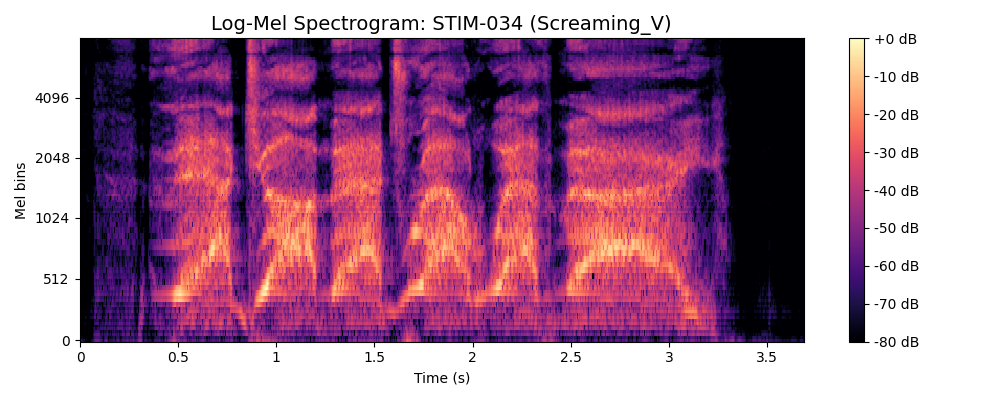 Log-Mel Spectrogram: STIM-034 (Screaming_V)
Mel bins
4096
2048
1024
512
0
0 0.5 1 1.5 2 2.5 3 3.5
Time (s)
+0 dB
-10 dB
-20 dB
-30 dB
-40 dB
-50 dB
-60 dB
-70 dB
-80 dB